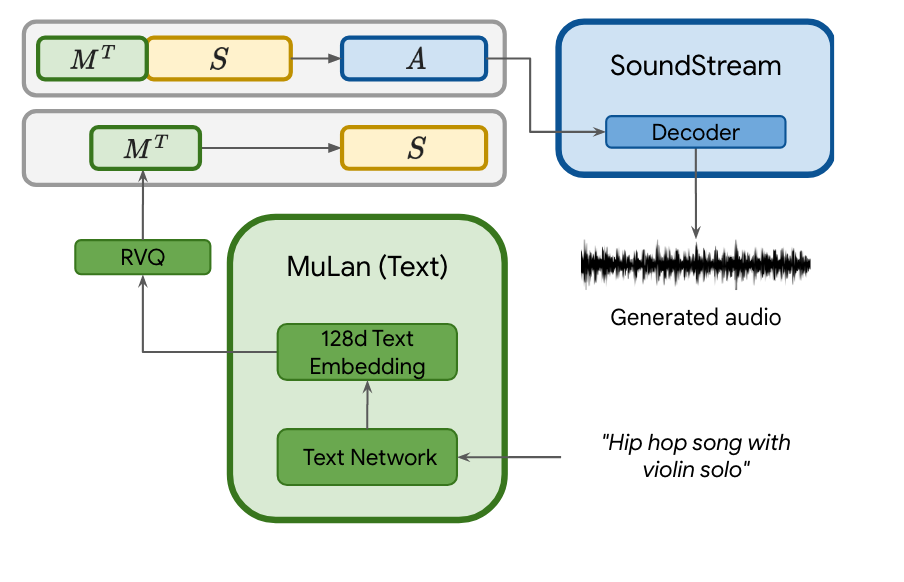 M^T S A
SoundStream
Decoder
M^T S
RVQ
MuLan (Text)
Generated audio
128d Text
Embedding
Text Network
"Hip hop song with
violin solo"